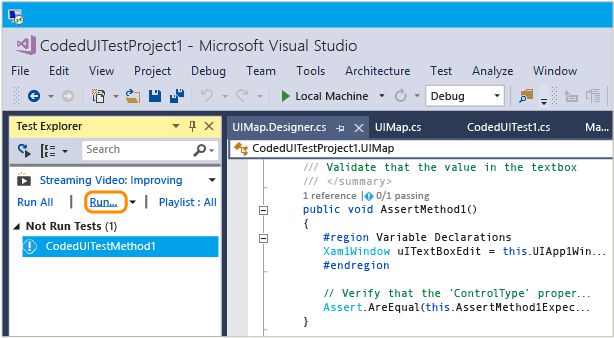 CodedUITestProject1 - Microsoft Visual Studio
File Edit View Project Debug Team Tools Architecture Test Analyze Window
Local Machine Debug
Test Explorer
Search
Streaming Video: Improving
Run All | Run... | Playlist : All
Not Run Tests (1)
CodedUITestMethod1
UIMap.Designer.cs UIMap.cs CodedUITest1.cs Ma...
CodedUITestProject1.UIMap
/// Validate that the value in the textbox
/// </summary>
1 reference | 0/1 passing
public void AssertMethod1()
{
#region Variable Declarations
Xam1Window uITextBoxEdit = this.UIApp1Win...
#endregion
// Verify that the 'ControlType' proper...
Assert.AreEqual(this.AssertMethod1Expec...
}